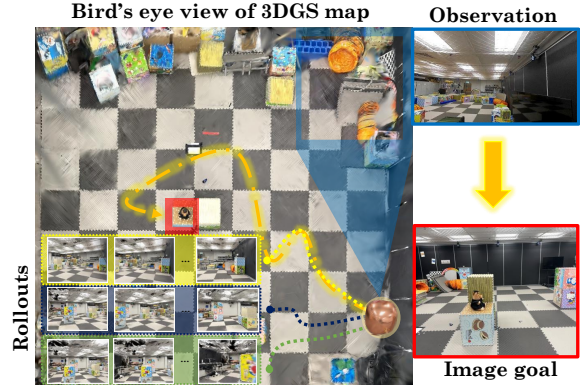 Bird's eye view of 3DGS map
Observation
Rollouts
...
...
...
Image goal